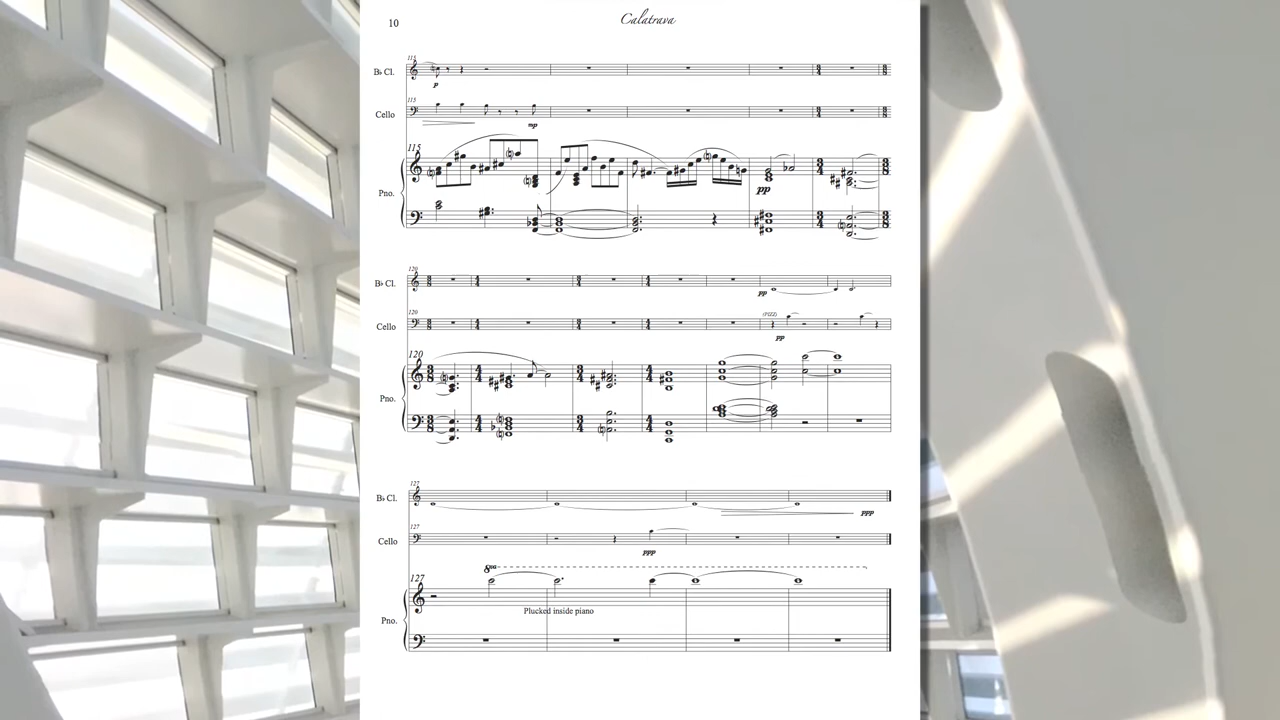 10
Calatrava
115
B♭ Cl.
p
115
Cello
mp
115
Pno.
pp
120
B♭ Cl.
pp
120
(PIZZ)
Cello
pp
120
Pno.
127
B♭ Cl.
ppp
127
Cello
ppp
8va
127
Plucked inside piano
Pno.